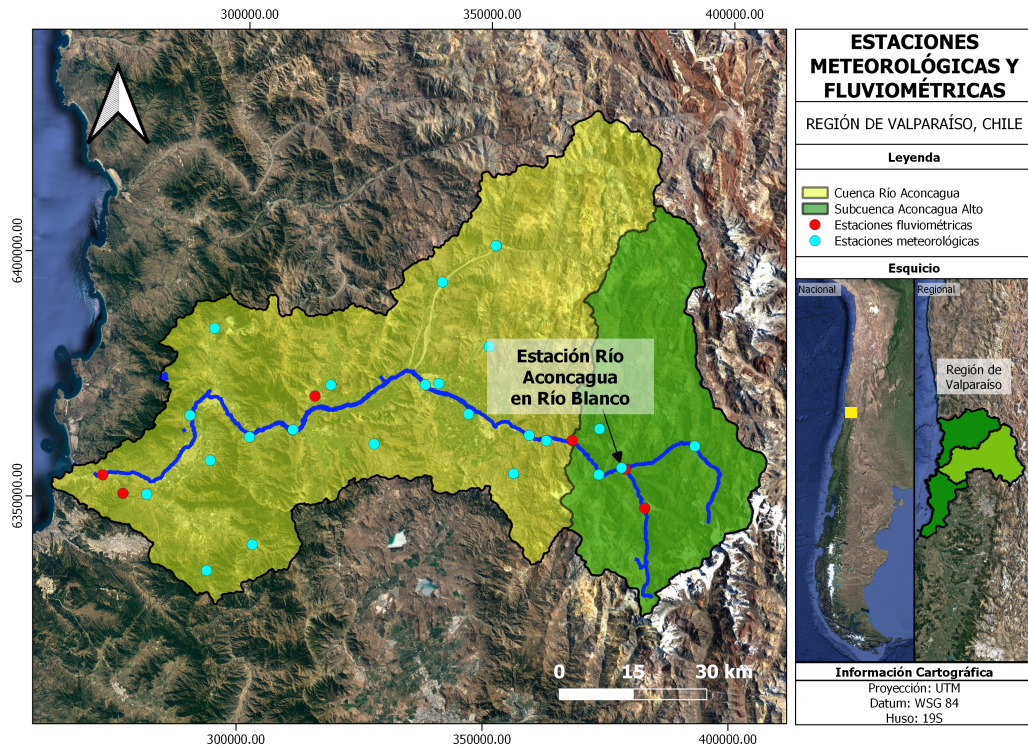 300000.00
350000.00
400000.00
6400000.00
6350000.00
Estación Río
Aconcagua
en Río Blanco
0 15 30 km
300000.00
350000.00
400000.00
ESTACIONES
METEOROLÓGICAS Y
FLUVIOMÉTRICAS
REGIÓN DE VALPARAÍSO, CHILE
Leyenda
Cuenca Río Aconcagua
Subcuenca Aconcagua Alto
Estaciones fluviométricas
Estaciones meteorológicas
Esquicio
Nacional
Regional
Región de
Valparaíso
Información Cartográfica
Proyección: UTM
Datum: WSG 84
Huso: 19S